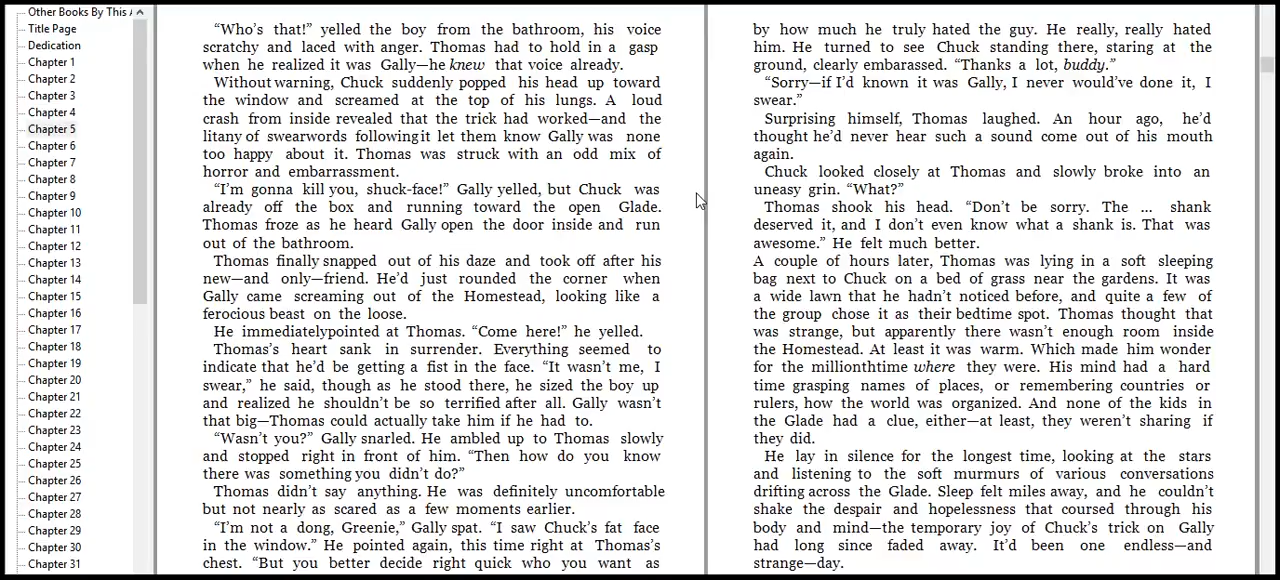 Other Books By This A
Title Page
Dedication
Chapter 1
Chapter 2
Chapter 3
Chapter 4
Chapter 5
Chapter 6
Chapter 7
Chapter 8
Chapter 9
Chapter 10
Chapter 11
Chapter 12
Chapter 13
Chapter 14
Chapter 15
Chapter 16
Chapter 17
Chapter 18
Chapter 19
Chapter 20
Chapter 21
Chapter 22
Chapter 23
Chapter 24
Chapter 25
Chapter 26
Chapter 27
Chapter 28
Chapter 29
Chapter 30
Chapter 31
“Who’s that!” yelled the boy from the bathroom, his voice
scratchy and laced with anger. Thomas had to hold in a gasp
when he realized it was Gally—he knew that voice already.
Without warning, Chuck suddenly popped his head up toward
the window and screamed at the top of his lungs. A loud
crash from inside revealed that the trick had worked—and the
litany of swearwords following it let them know Gally was none
too happy about it. Thomas was struck with an odd mix of
horror and embarrassment.
“I’m gonna kill you, shuck-face!” Gally yelled, but Chuck was
already off the box and running toward the open Glade.
Thomas froze as he heard Gally open the door inside and run
out of the bathroom.
Thomas finally snapped out of his daze and took off after his
new—and only—friend. He’d just rounded the corner when
Gally came screaming out of the Homestead, looking like a
ferocious beast on the loose.
He immediately pointed at Thomas. “Come here!” he yelled.
Thomas’s heart sank in surrender. Everything seemed to
indicate that he’d be getting a fist in the face. “It wasn’t me, I
swear,” he said, though as he stood there, he sized the boy up
and realized he shouldn’t be so terrified after all. Gally wasn’t
that big—Thomas could actually take him if he had to.
“Wasn’t you?” Gally snarled. He ambled up to Thomas slowly
and stopped right in front of him. “Then how do you know
there was something you didn’t do?”
Thomas didn’t say anything. He was definitely uncomfortable
but not nearly as scared as a few moments earlier.
“I’m not a dong, Greenie,” Gally spat. “I saw Chuck’s fat face
in the window.” He pointed again, this time right at Thomas’s
chest. “But you better decide right quick who you want as
by how much he truly hated the guy. He really, really hated
him. He turned to see Chuck standing there, staring at the
ground, clearly embarassed. “Thanks a lot, buddy.”
“Sorry—if I’d known it was Gally, I never would’ve done it, I
swear.”
Surprising himself, Thomas laughed. An hour ago, he’d
thought he’d never hear such a sound come out of his mouth
again.
Chuck looked closely at Thomas and slowly broke into an
uneasy grin. “What?”
Thomas shook his head. “Don’t be sorry. The ... shank
deserved it, and I don’t even know what a shank is. That was
awesome.” He felt much better.
A couple of hours later, Thomas was lying in a soft sleeping
bag next to Chuck on a bed of grass near the gardens. It was
a wide lawn that he hadn’t noticed before, and quite a few of
the group chose it as their bedtime spot. Thomas thought that
was strange, but apparently there wasn’t enough room inside
the Homestead. At least it was warm. Which made him wonder
for the millionth time where they were. His mind had a hard
time grasping names of places, or remembering countries or
rulers, how the world was organized. And none of the kids in
the Glade had a clue, either—at least, they weren’t sharing if
they did.
He lay in silence for the longest time, looking at the stars
and listening to the soft murmurs of various conversations
drifting across the Glade. Sleep felt miles away, and he couldn’t
shake the despair and hopelessness that coursed through his
body and mind—the temporary joy of Chuck’s trick on Gally
had long since faded away. It’d been one endless—and
strange—day.